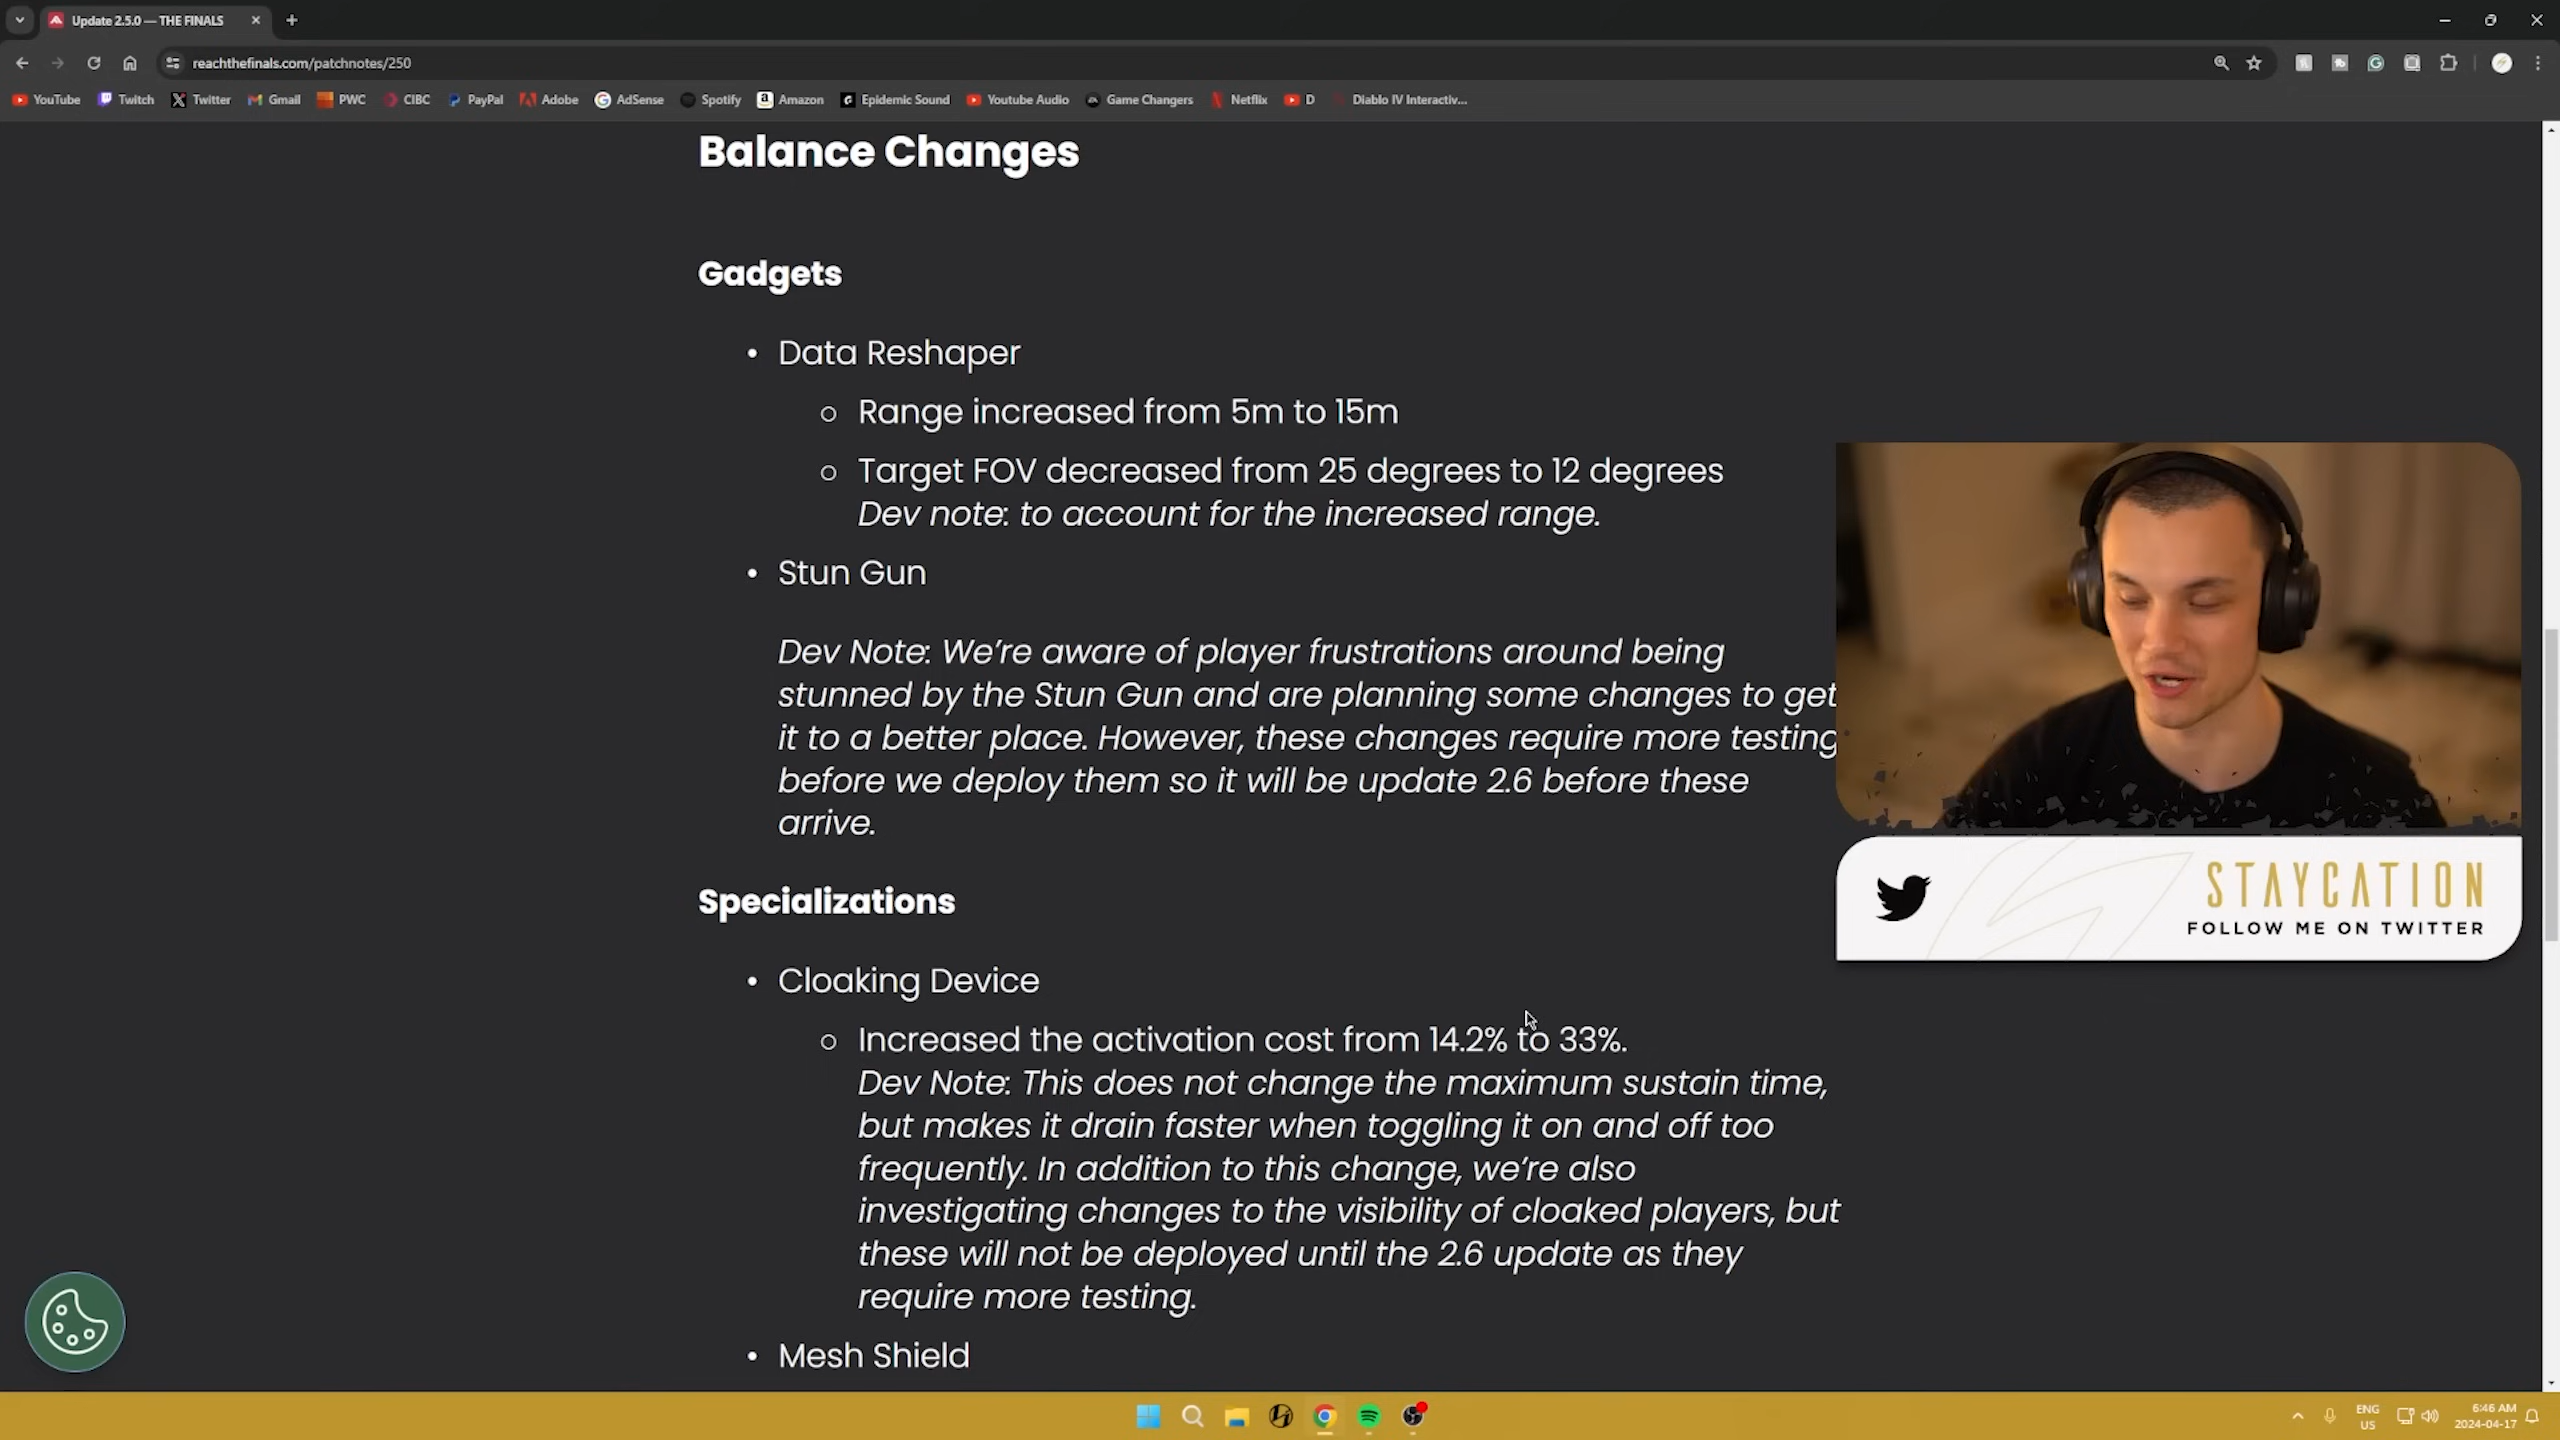 Update 2.5.0 — THE FINALS
reachthefinals.com/patchnotes/250
YouTube Twitch Twitter Gmail PWC CIBC PayPal Adobe AdSense Spotify Amazon Epidemic Sound Youtube Audio Game Changers Netflix D Diablo IV Interactiv...
Balance Changes
Gadgets
• Data Reshaper
○ Range increased from 5m to 15m
○ Target FOV decreased from 25 degrees to 12 degrees
Dev note: to account for the increased range.
• Stun Gun
Dev Note: We’re aware of player frustrations around being
stunned by the Stun Gun and are planning some changes to get
it to a better place. However, these changes require more testing
before we deploy them so it will be update 2.6 before these
arrive.
STAYCATION
FOLLOW ME ON TWITTER
Specializations
• Cloaking Device
○ Increased the activation cost from 14.2% to 33%.
Dev Note: This does not change the maximum sustain time,
but makes it drain faster when toggling it on and off too
frequently. In addition to this change, we’re also
investigating changes to the visibility of cloaked players, but
these will not be deployed until the 2.6 update as they
require more testing.
• Mesh Shield
ENG
US
6:46 AM
2024-04-17